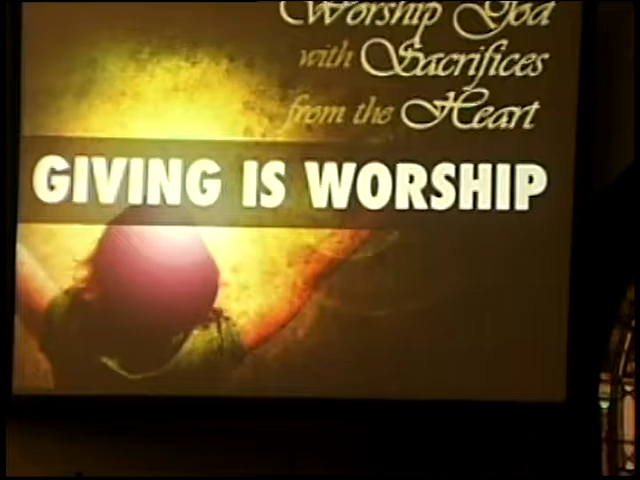 Worship God
with Sacrifices
from the Heart
GIVING IS WORSHIP